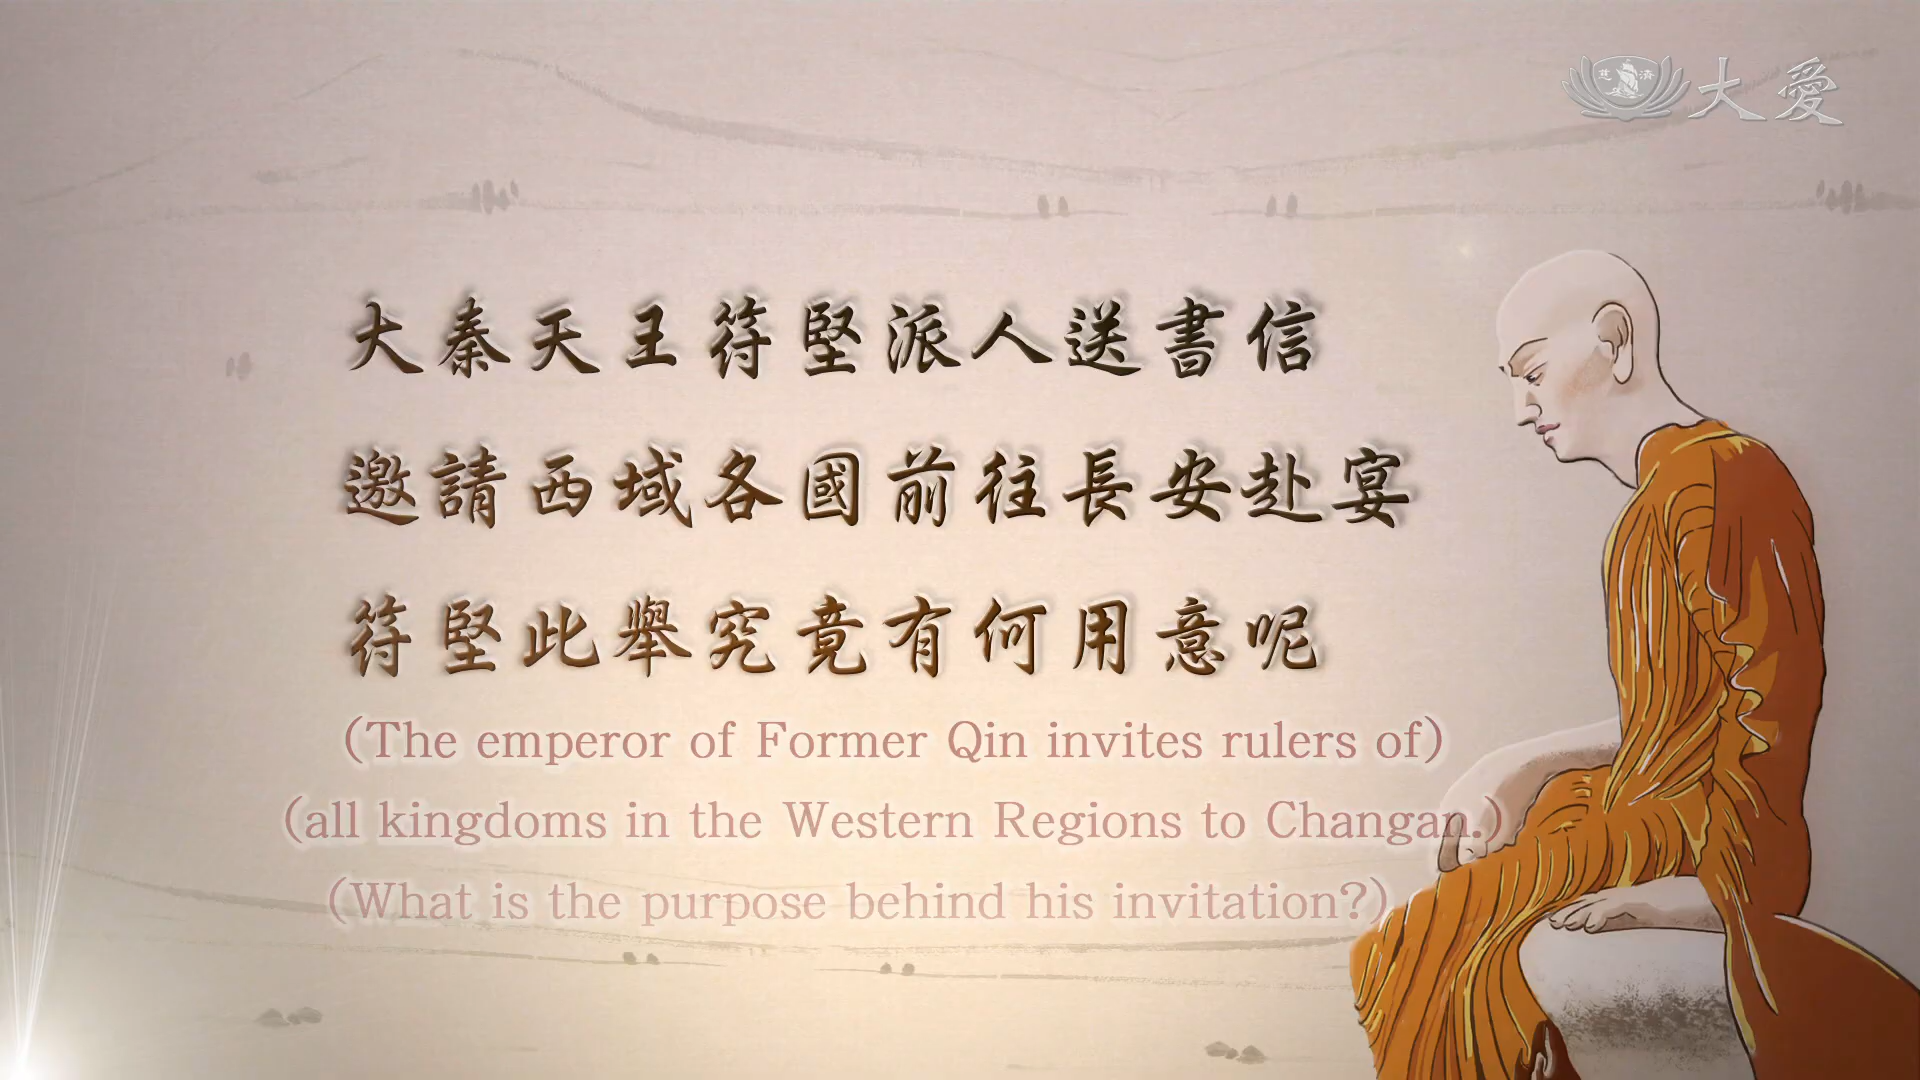 慈濟 大愛
大秦天王符堅派人送書信
邀請西域各國前往長安赴宴
符堅此舉究竟有何用意呢
(The emperor of Former Qin invites rulers of)
(all kingdoms in the Western Regions to Changan.)
(What is the purpose behind his invitation?)